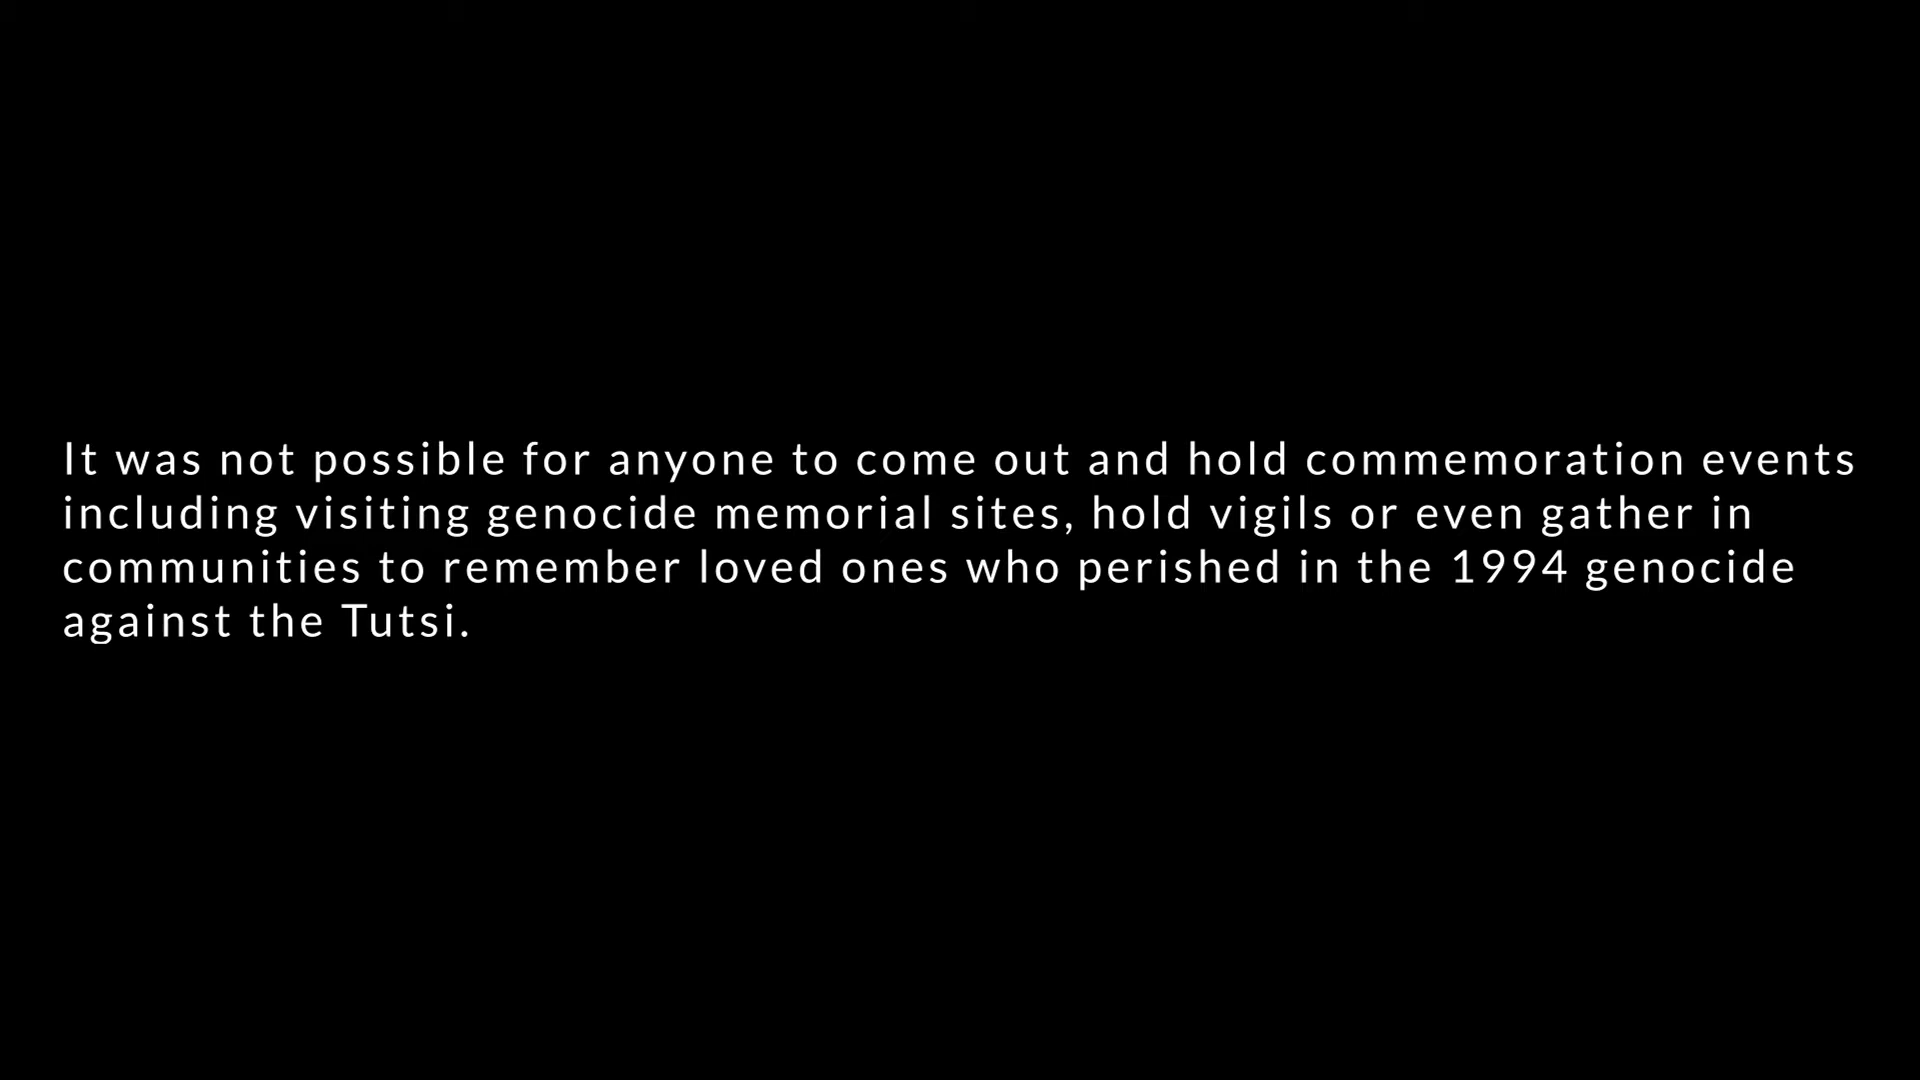 It was not possible for anyone to come out and hold commemoration events
including visiting genocide memorial sites, hold vigils or even gather in
communities to remember loved ones who perished in the 1994 genocide
against the Tutsi.